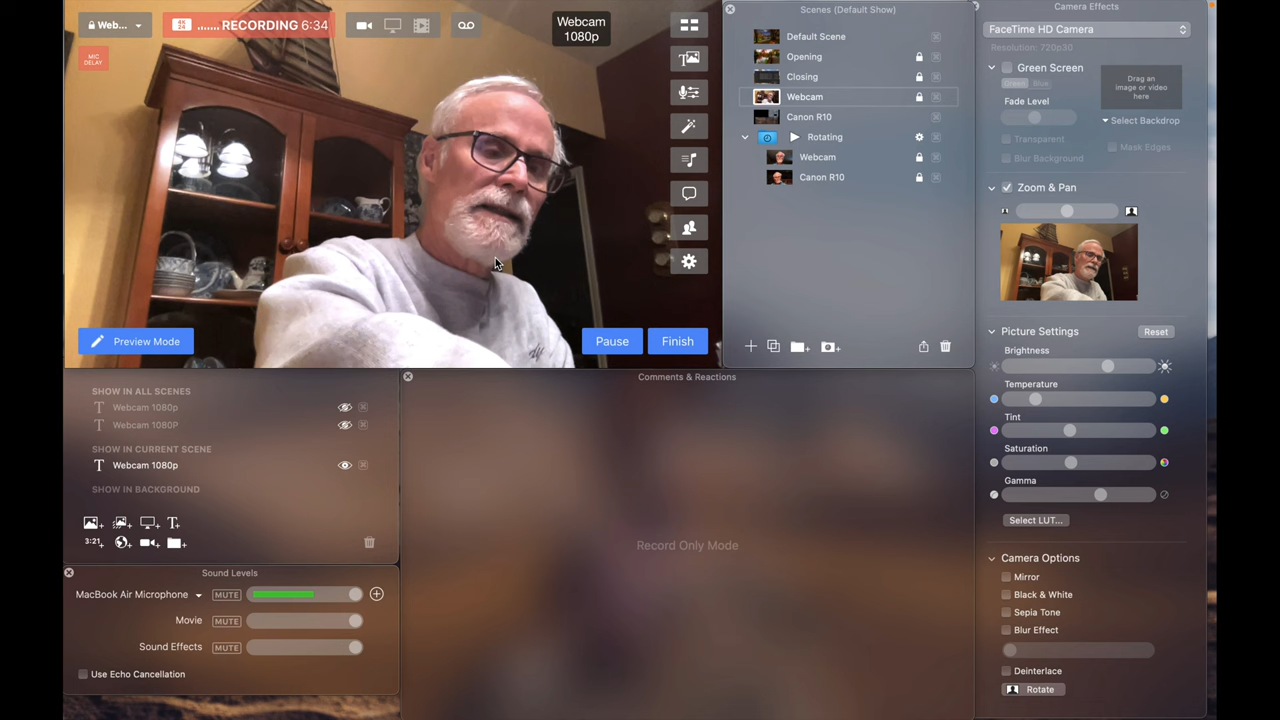 Web...
4K
24
....... RECORDING 6:34
Webcam
1080p
MIC
DELAY
Preview Mode
Pause
Finish
Scenes (Default Show)
Default Scene
Opening
Closing
Webcam
Canon R10
Rotating
Webcam
Canon R10
SHOW IN ALL SCENES
T Webcam 1080p
T Webcam 1080P
SHOW IN CURRENT SCENE
T Webcam 1080p
SHOW IN BACKGROUND
T+
3:21+
Sound Levels
MacBook Air Microphone
MUTE
Movie
MUTE
Sound Effects
MUTE
Use Echo Cancellation
Comments & Reactions
Record Only Mode
Camera Effects
FaceTime HD Camera
Resolution: 720p30
Green Screen
Green Blue
Drag an
image or video
here
Fade Level
Select Backdrop
Transparent
Mask Edges
Blur Background
Zoom & Pan
Picture Settings
Reset
Brightness
Temperature
Tint
Saturation
Gamma
Select LUT...
Camera Options
Mirror
Black & White
Sepia Tone
Blur Effect
Deinterlace
Rotate